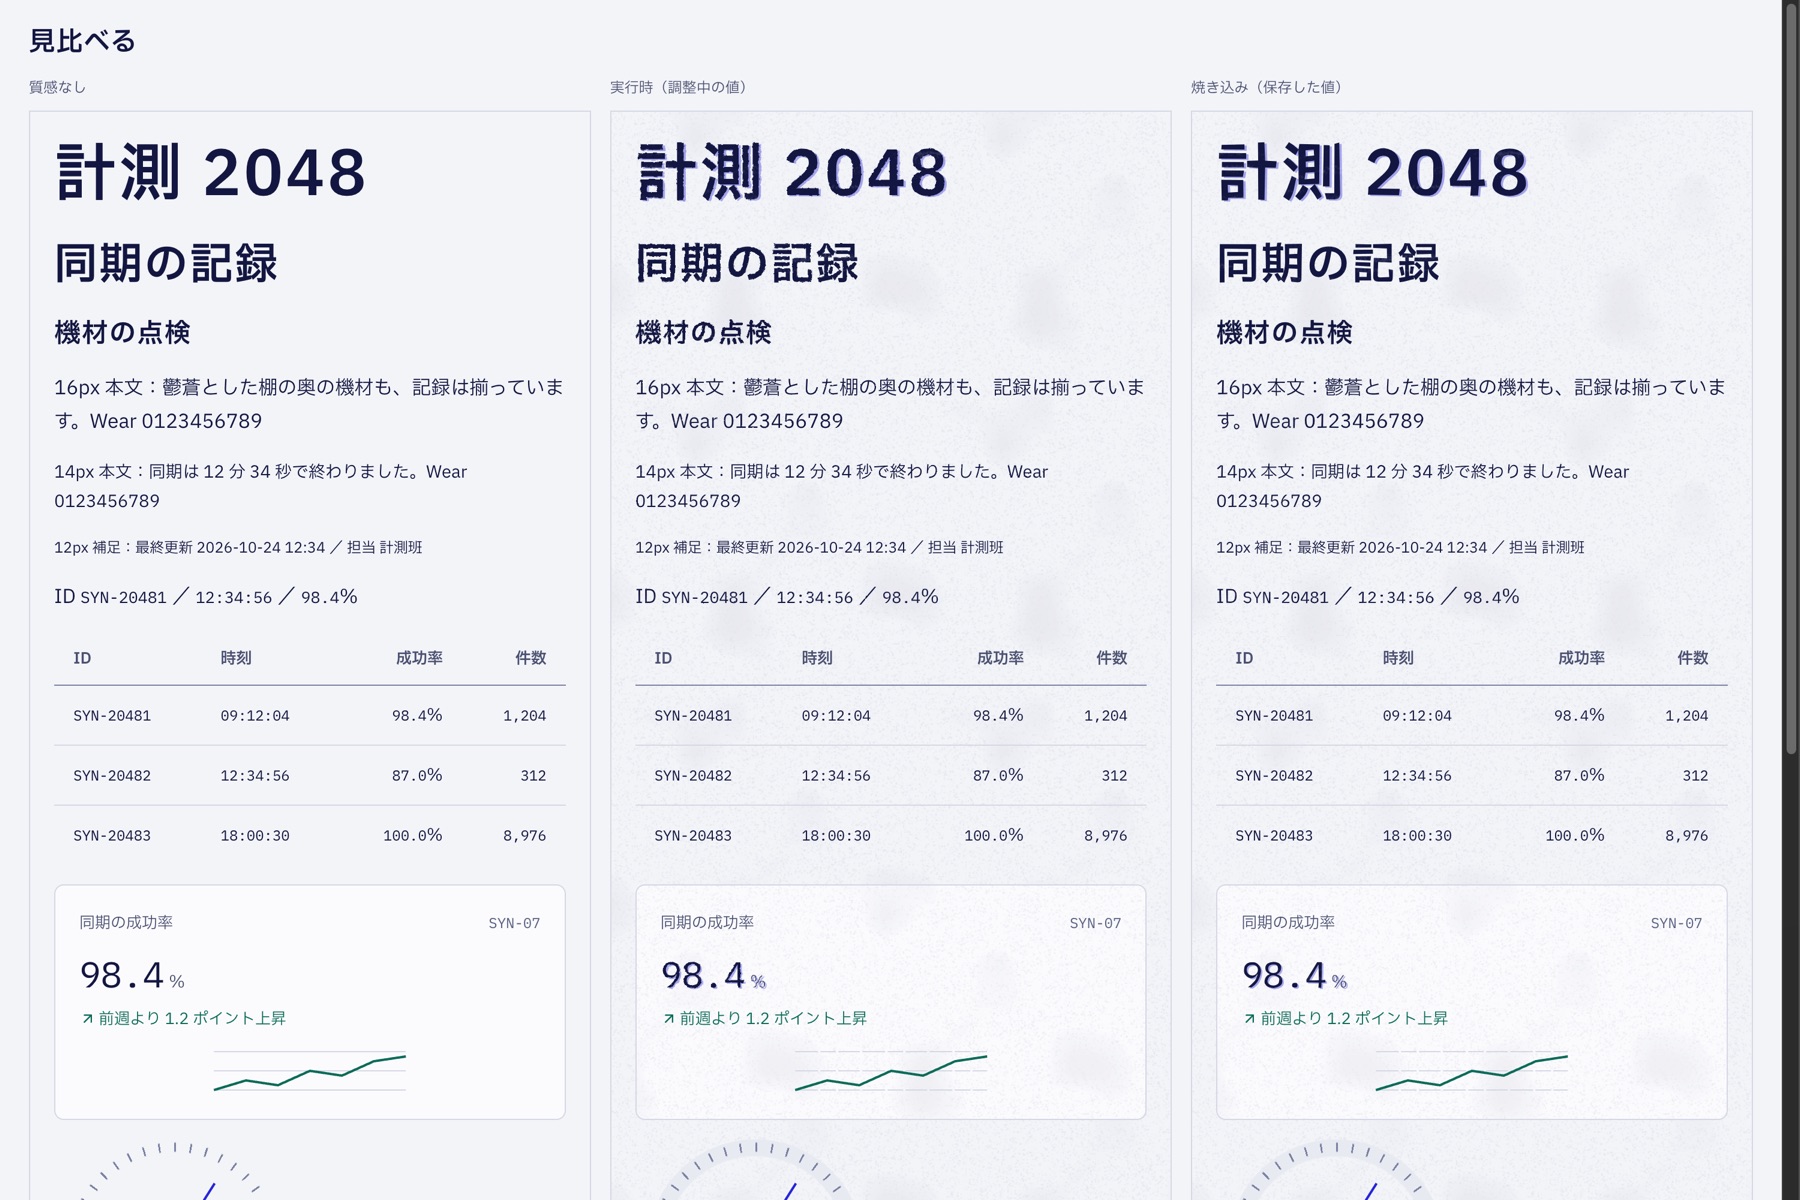 見比べる
質感なし
計測 2048
同期の記録
機材の点検
16px 本文：鬱蒼とした棚の奥の機材も、記録は揃っていま
す。Wear 0123456789
14px 本文：同期は 12 分 34 秒で終わりました。Wear
0123456789
12px 補足：最終更新 2026-10-24 12:34 ／ 担当 計測班
ID SYN-20481 ／ 12:34:56 ／ 98.4%
ID 時刻 成功率 件数
SYN-20481 09:12:04 98.4% 1,204
SYN-20482 12:34:56 87.0% 312
SYN-20483 18:00:30 100.0% 8,976
同期の成功率 SYN-07
98.4 %
前週より 1.2 ポイント上昇
実行時（調整中の値）
計測 2048
同期の記録
機材の点検
16px 本文：鬱蒼とした棚の奥の機材も、記録は揃っていま
す。Wear 0123456789
14px 本文：同期は 12 分 34 秒で終わりました。Wear
0123456789
12px 補足：最終更新 2026-10-24 12:34 ／ 担当 計測班
ID SYN-20481 ／ 12:34:56 ／ 98.4%
ID 時刻 成功率 件数
SYN-20481 09:12:04 98.4% 1,204
SYN-20482 12:34:56 87.0% 312
SYN-20483 18:00:30 100.0% 8,976
同期の成功率 SYN-07
98.4 %
前週より 1.2 ポイント上昇
焼き込み（保存した値）
計測 2048
同期の記録
機材の点検
16px 本文：鬱蒼とした棚の奥の機材も、記録は揃っていま
す。Wear 0123456789
14px 本文：同期は 12 分 34 秒で終わりました。Wear
0123456789
12px 補足：最終更新 2026-10-24 12:34 ／ 担当 計測班
ID SYN-20481 ／ 12:34:56 ／ 98.4%
ID 時刻 成功率 件数
SYN-20481 09:12:04 98.4% 1,204
SYN-20482 12:34:56 87.0% 312
SYN-20483 18:00:30 100.0% 8,976
同期の成功率 SYN-07
98.4 %
前週より 1.2 ポイント上昇